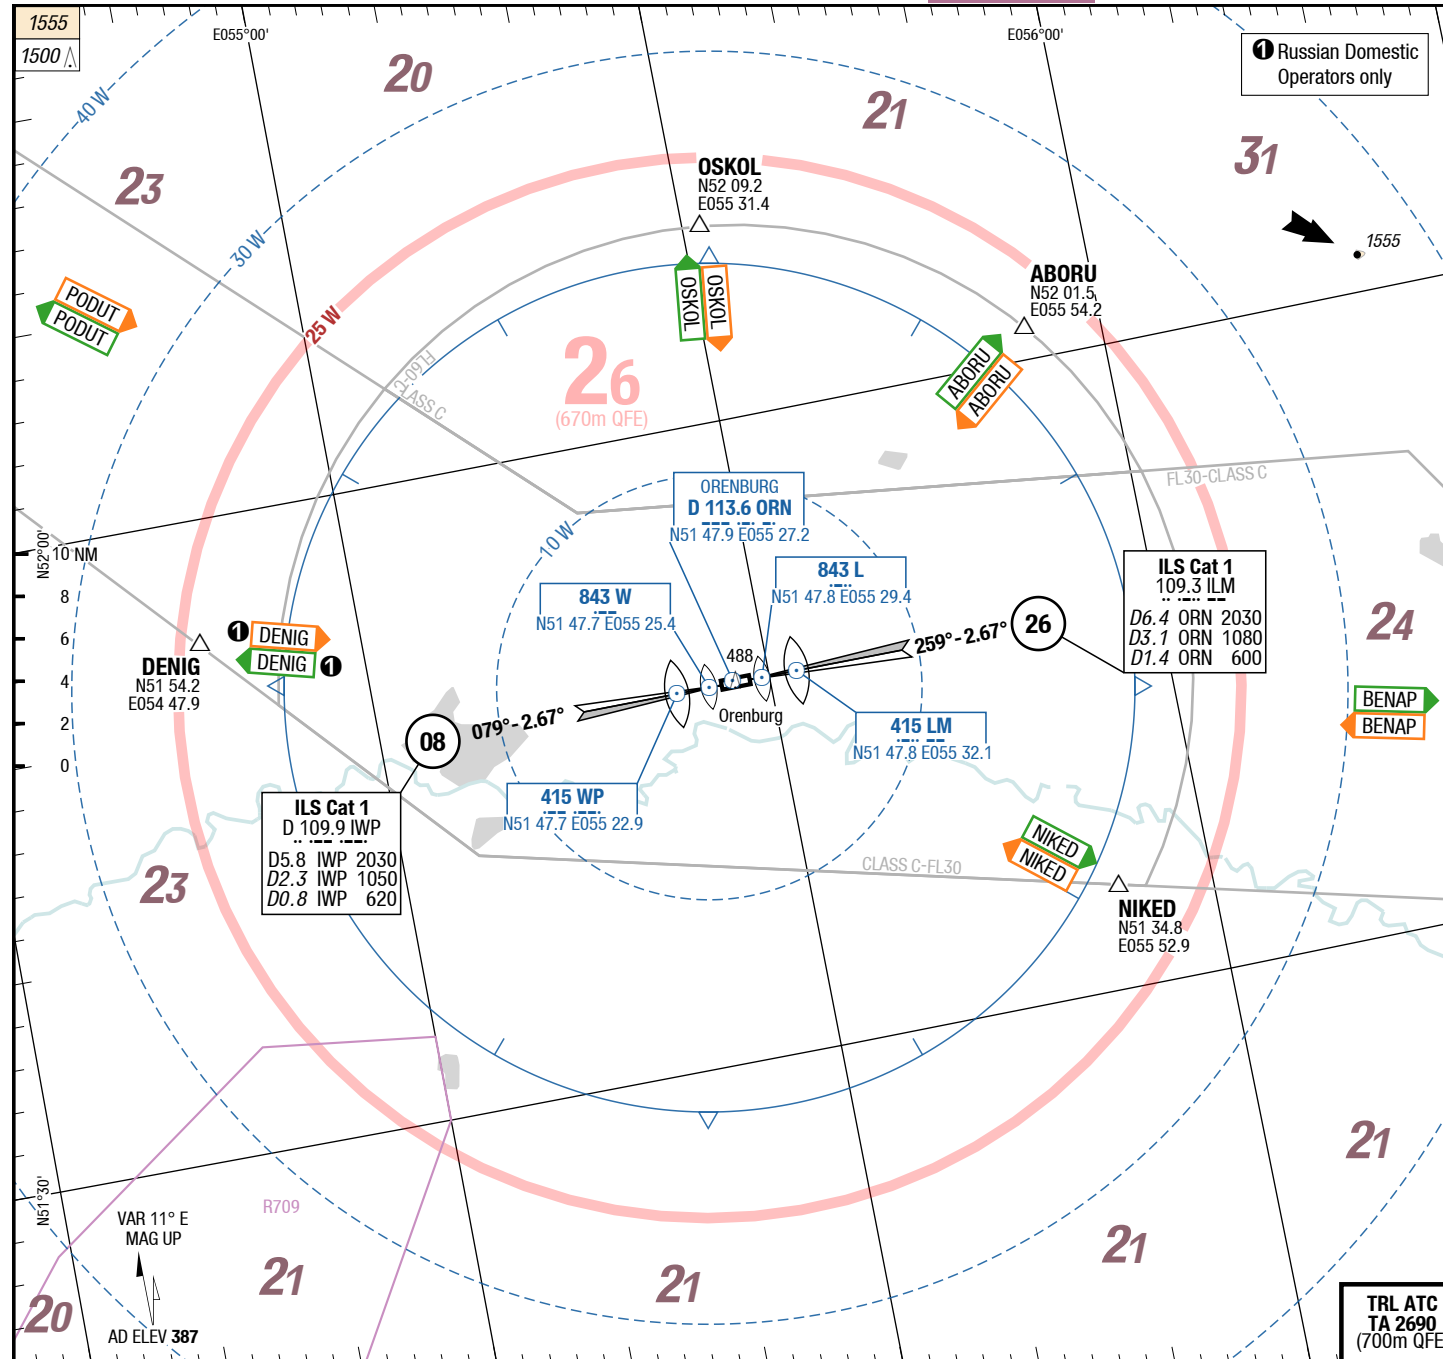 1555
1500
E055°00'
E056°00'
❶ Russian Domestic
Operators only
20
21
31
23
40 W
30 W
25 W
10 W
OSKOL
N52 09.2
E055 31.4
1555
ABORU
N52 01.5
E055 54.2
PODUT
PODUT
OSKOL
OSKOL
ABORU
ABORU
FL60-C
CLASS C
26
(670m QFE)
FL30-CLASS C
ORENBURG
D 113.6 ORN
N51 47.9 E055 27.2
N52°00'
10 NM
8
6
4
2
0
843 W
N51 47.7 E055 25.4
843 L
N51 47.8 E055 29.4
ILS Cat 1
109.3 ILM
D6.4 ORN 2030
D3.1 ORN 1080
D1.4 ORN 600
26
259°-2.67°
24
❶ DENIG
DENIG ❶
DENIG
N51 54.2
E054 47.9
488
Orenburg
079°-2.67°
08
BENAP
BENAP
415 LM
N51 47.8 E055 32.1
415 WP
N51 47.7 E055 22.9
ILS Cat 1
D 109.9 IWP
D5.8 IWP 2030
D2.3 IWP 1050
D0.8 IWP 620
NIKED
NIKED
CLASS C-FL30
23
NIKED
N51 34.8
E055 52.9
21
N51°30'
R709
VAR 11° E
MAG UP
21
21
21
20
AD ELEV 387
TRL ATC
TA 2690
(700m QFE